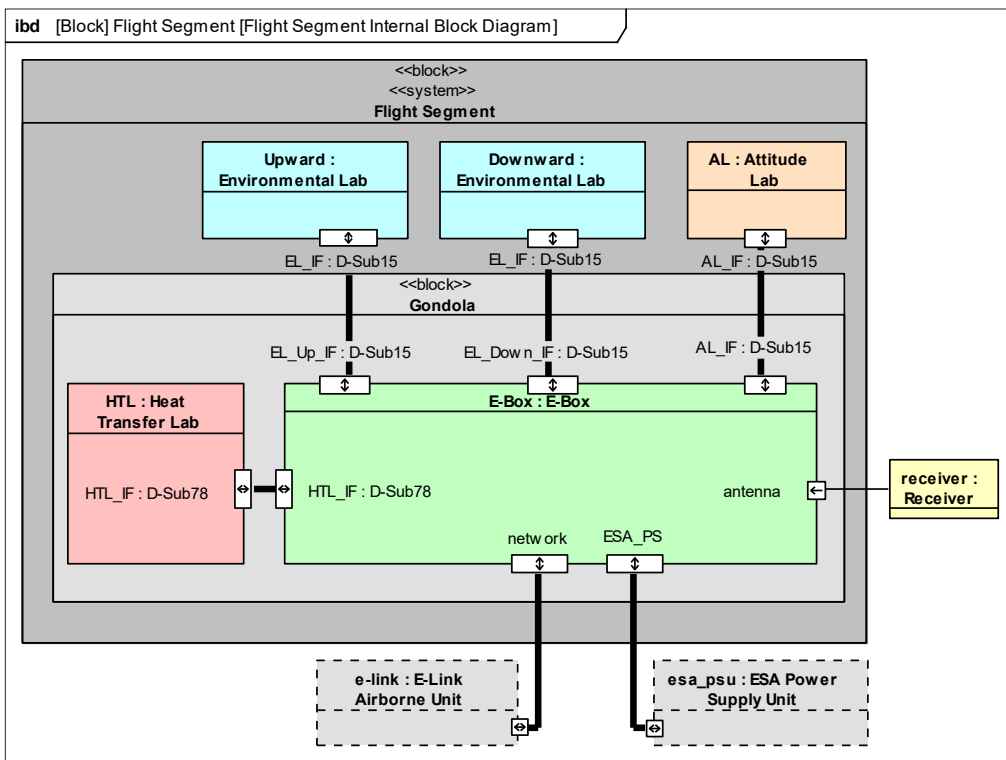 ibd [Block] Flight Segment [Flight Segment Internal Block Diagram]
<<block>>
<<system>>
Flight Segment
Upward :
Environmental Lab
Downward :
Environmental Lab
AL : Attitude
Lab
EL_IF : D-Sub15
EL_IF : D-Sub15
AL_IF : D-Sub15
<<block>>
Gondola
EL_Up_IF : D-Sub15
EL_Down_IF : D-Sub15
AL_IF : D-Sub15
HTL : Heat
Transfer Lab
E-Box : E-Box
HTL_IF : D-Sub78
HTL_IF : D-Sub78
antenna
receiver :
Receiver
network
ESA_PS
e-link : E-Link
Airborne Unit
esa_psu : ESA Power
Supply Unit